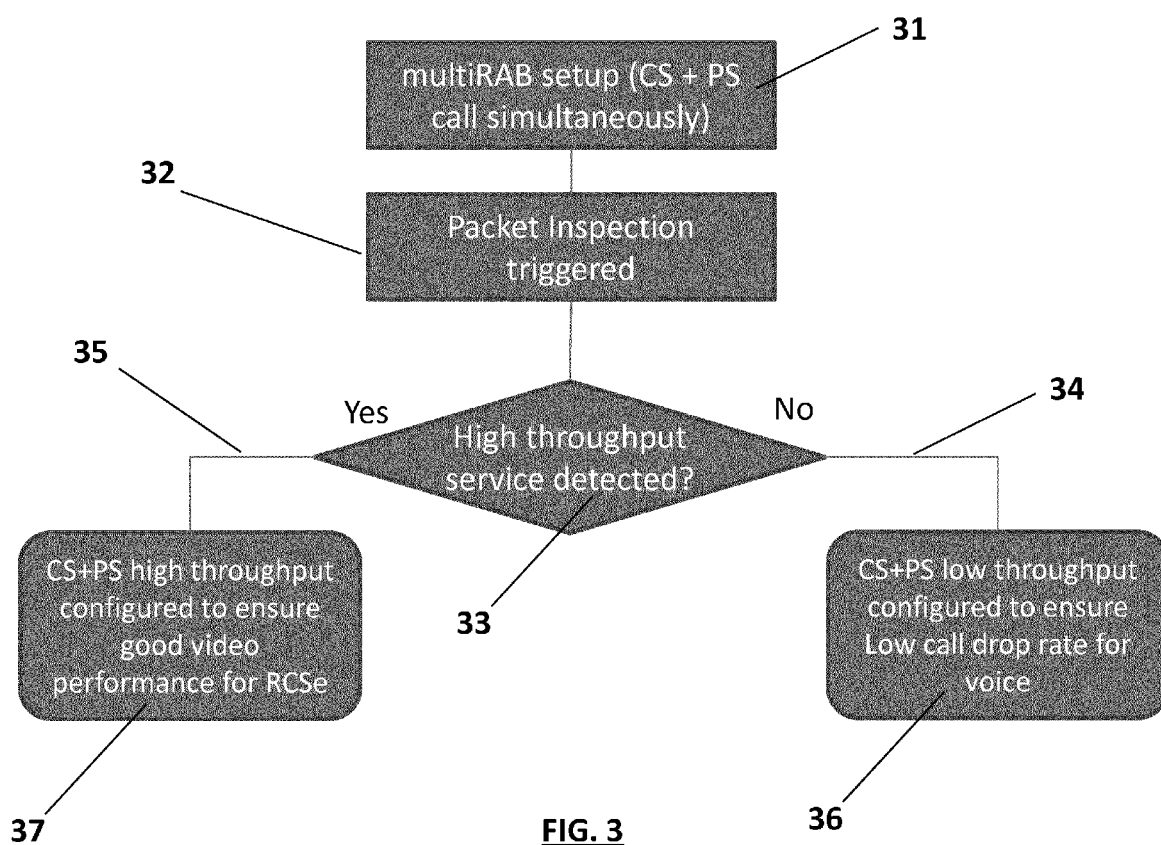 31
multiRAB setup (CS + PS
call simultaneously)
32
Packet Inspection
triggered
35
34
Yes
No
High throughput
service detected?
33
CS+PS high throughput
configured to ensure
good video
performance for RCSe
CS+PS low throughput
configured to ensure
Low call drop rate for
voice
37
36
FIG. 3